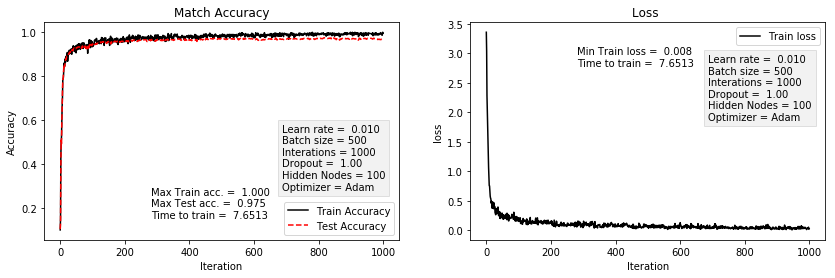 Match Accuracy
1.0
0.8
0.6
0.4
0.2
Accuracy
0
200
400
600
800
1000
Iteration
Learn rate =  0.010
Batch size = 500
Interations = 1000
Dropout =  1.00
Hidden Nodes = 100
Optimizer = Adam
Max Train acc. =  1.000
Max Test acc. =  0.975
Time to train =  7.6513
Train Accuracy
Test Accuracy
Loss
3.5
3.0
2.5
2.0
1.5
1.0
0.5
0.0
loss
0
200
400
600
800
1000
Iteration
Min Train loss =  0.008
Time to train =  7.6513
Train loss
Learn rate =  0.010
Batch size = 500
Interations = 1000
Dropout =  1.00
Hidden Nodes = 100
Optimizer = Adam